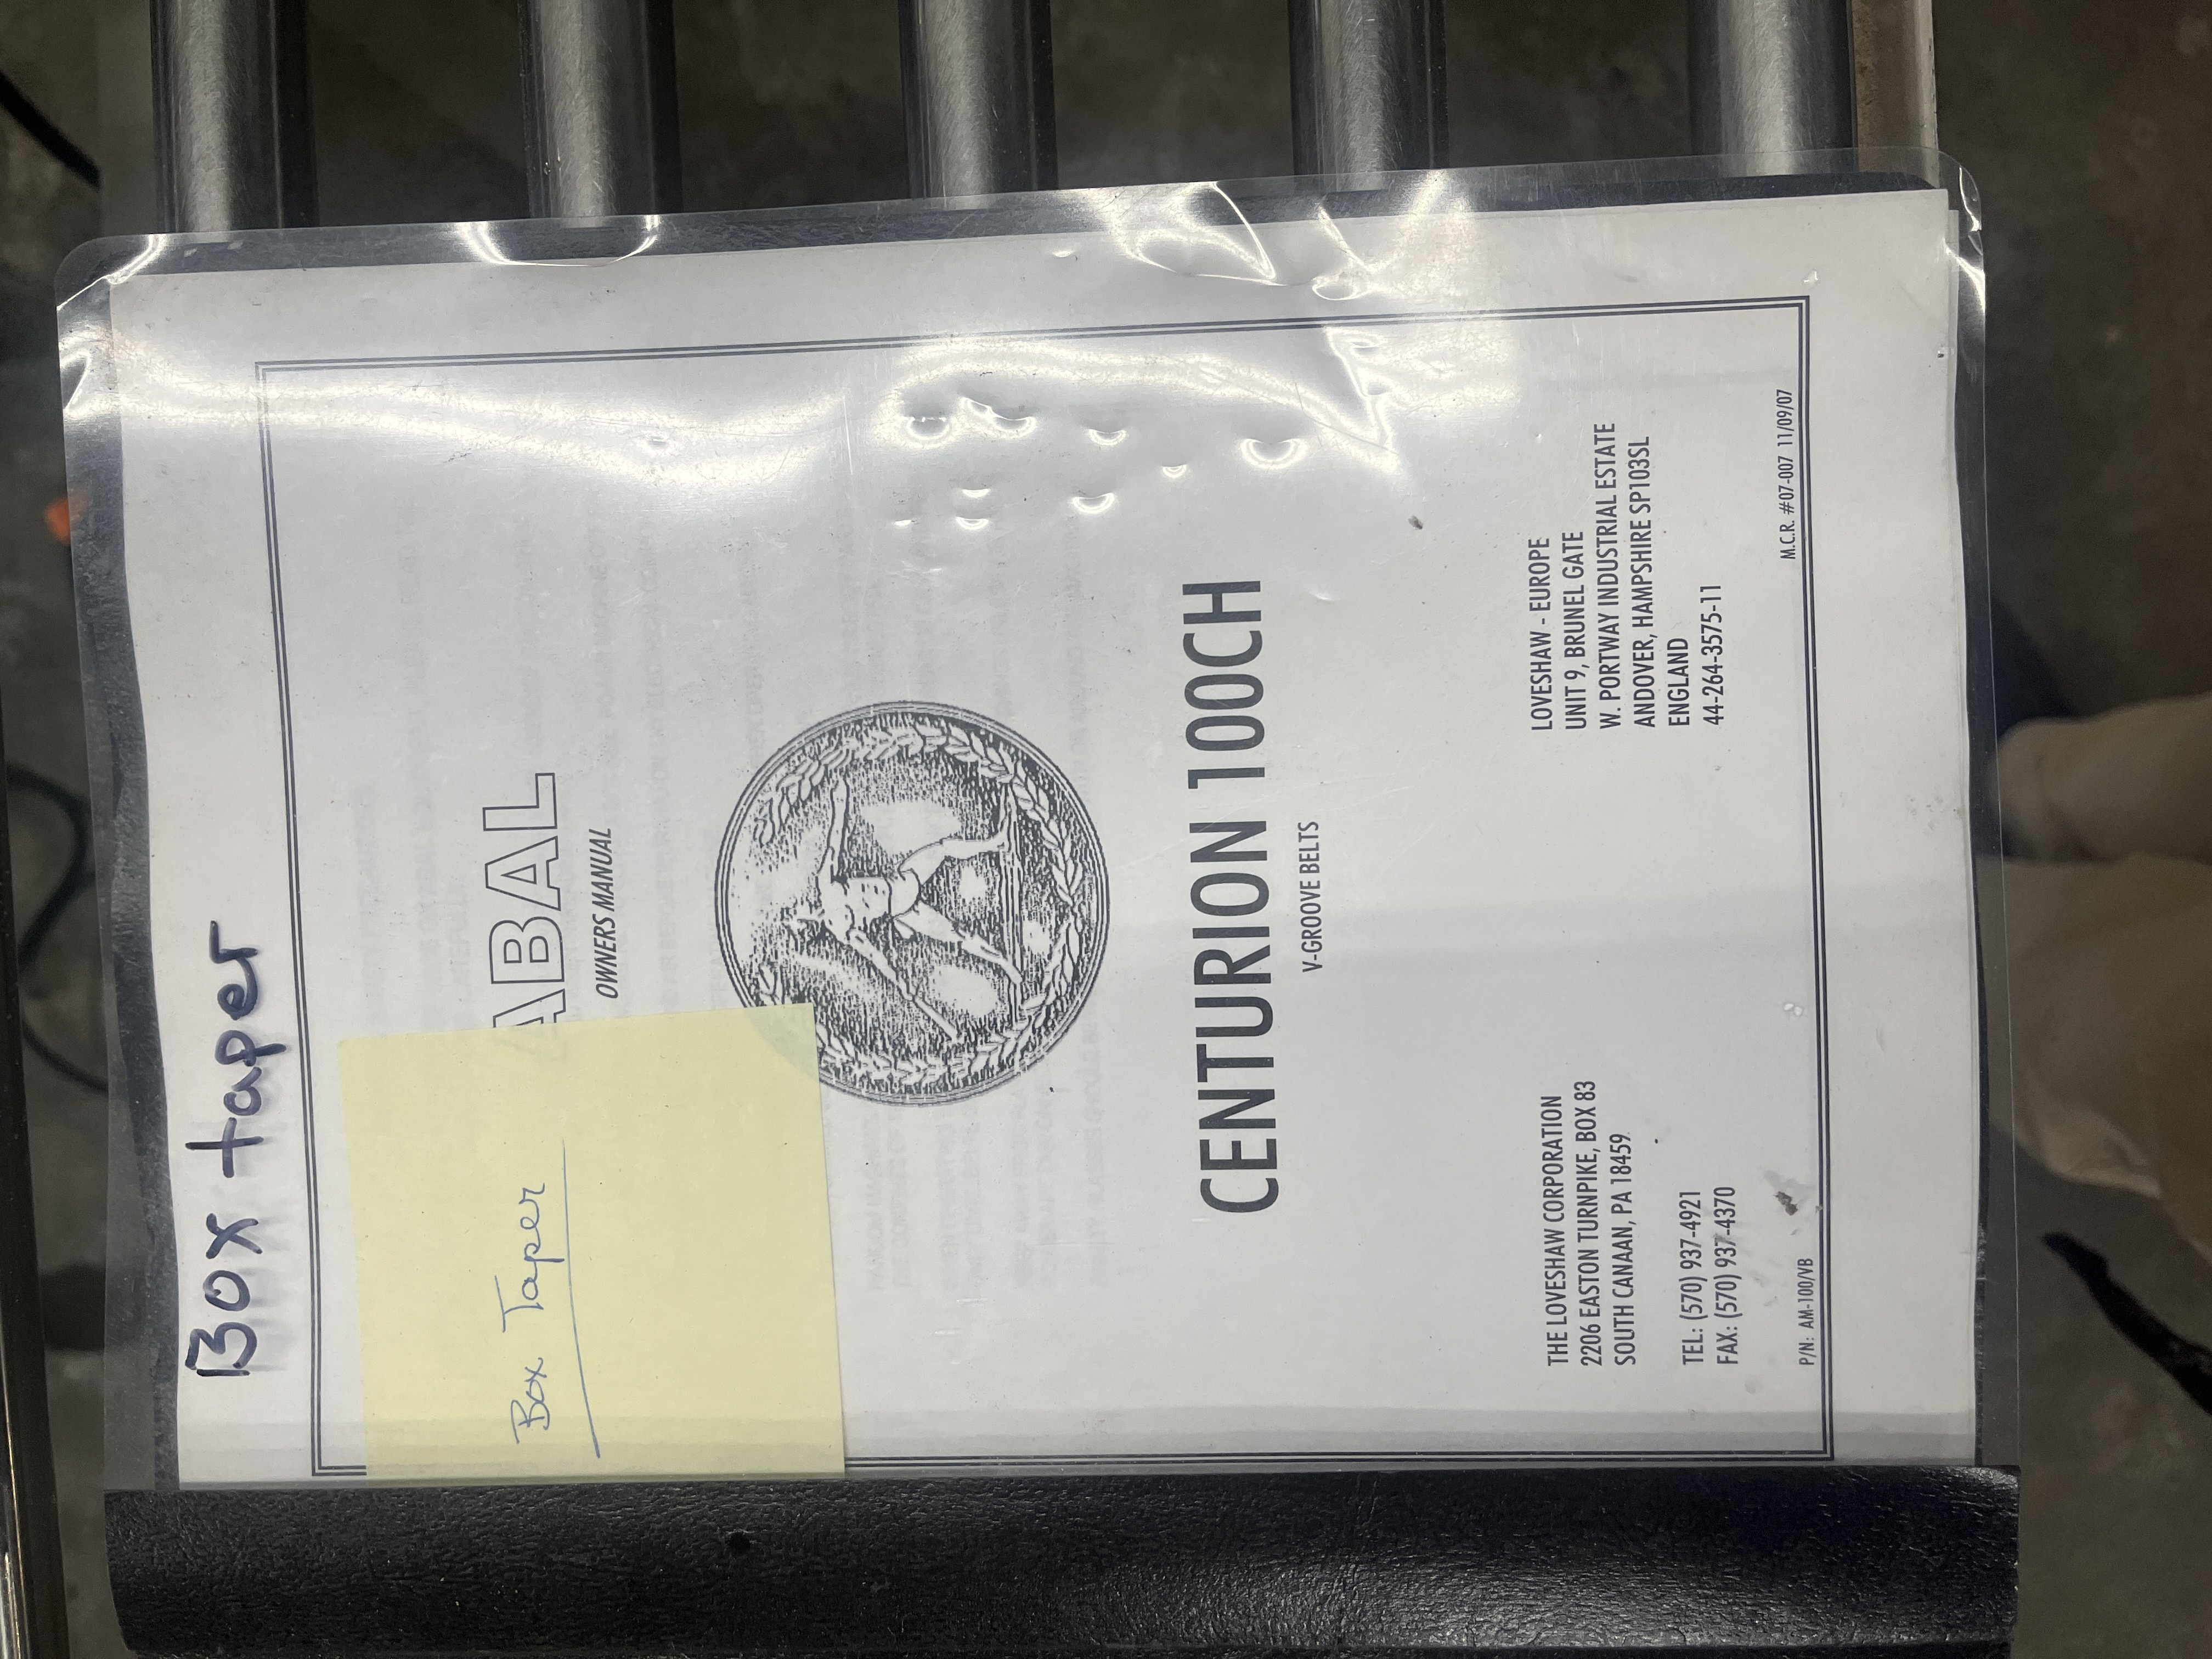 Box taper
Box Taper
ABAL
OWNERS MANUAL
CENTURION 100CH
V-GROOVE BELTS
THE LOVESHAW CORPORATION
2206 EASTON TURNPIKE, BOX 83
SOUTH CANAAN, PA 18459
TEL: (570) 937-4921
FAX: (570) 937-4370
LOVESHAW - EUROPE
UNIT 9, BRUNEL GATE
W. PORTWAY INDUSTRIAL ESTATE
ANDOVER, HAMPSHIRE SP103SL
ENGLAND
44-264-3575-11
P/N: AM-100/VB
M.C.R. #07-007 11/09/07